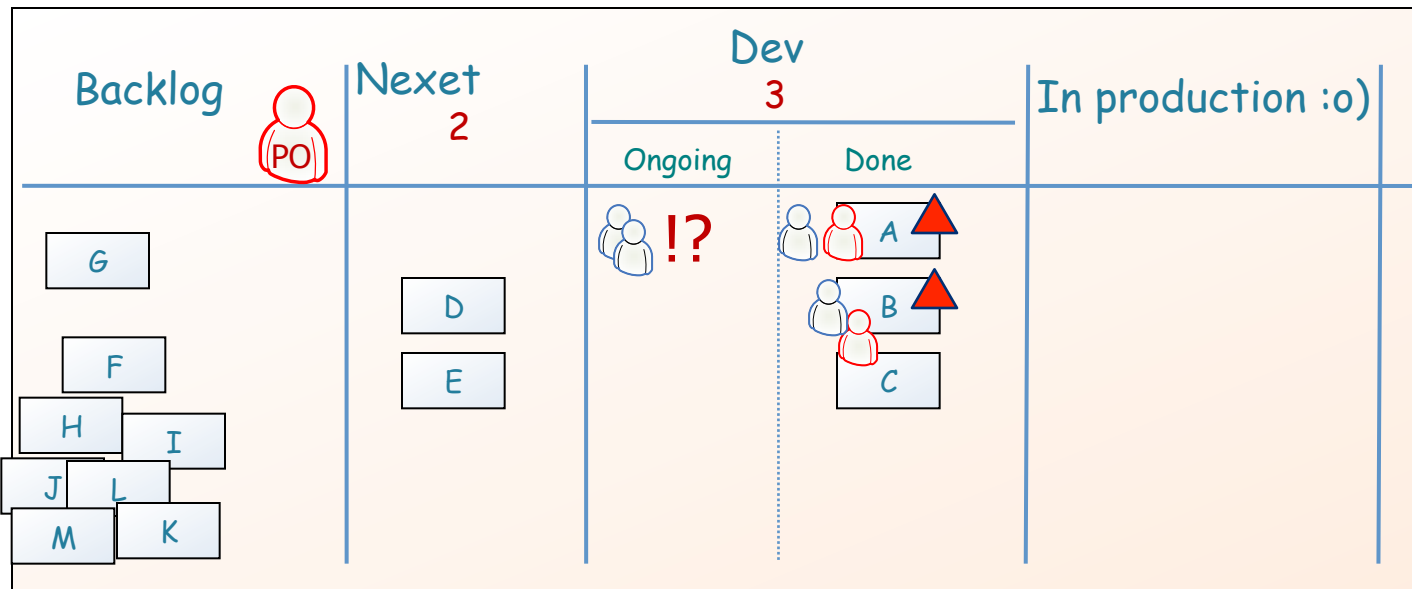 Backlog
PO
Nexet
2
Dev
3
Ongoing
Done
In production :o)
!?
A
G
D
B
F
E
C
H
I
J
L
M
K